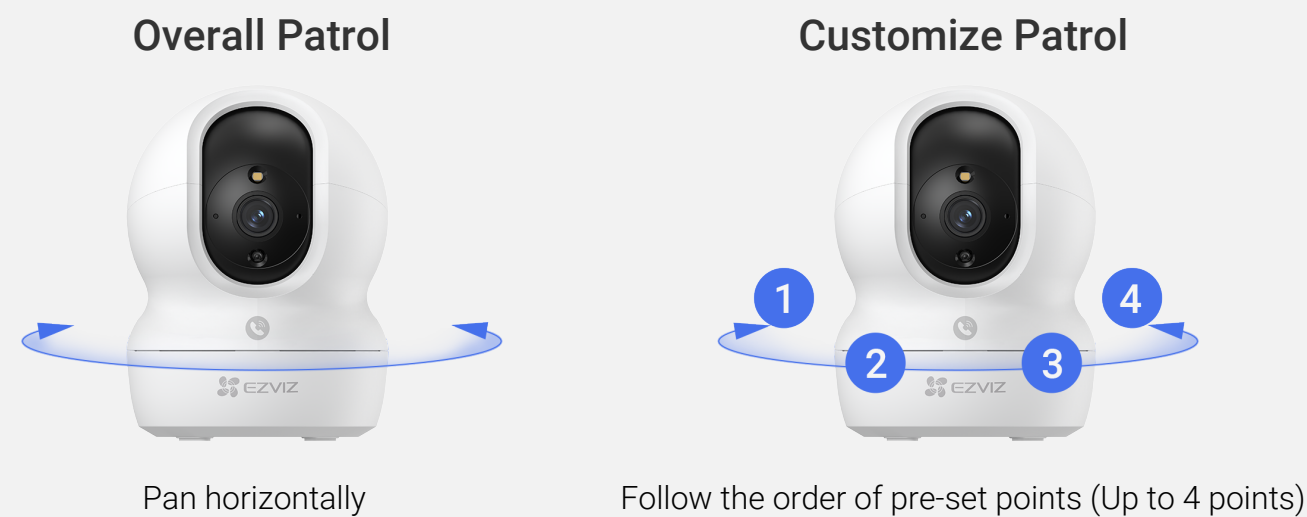 Overall Patrol
Customize Patrol
1
4
2
3
EZVIZ
EZVIZ
Pan horizontally
Follow the order of pre-set points (Up to 4 points)